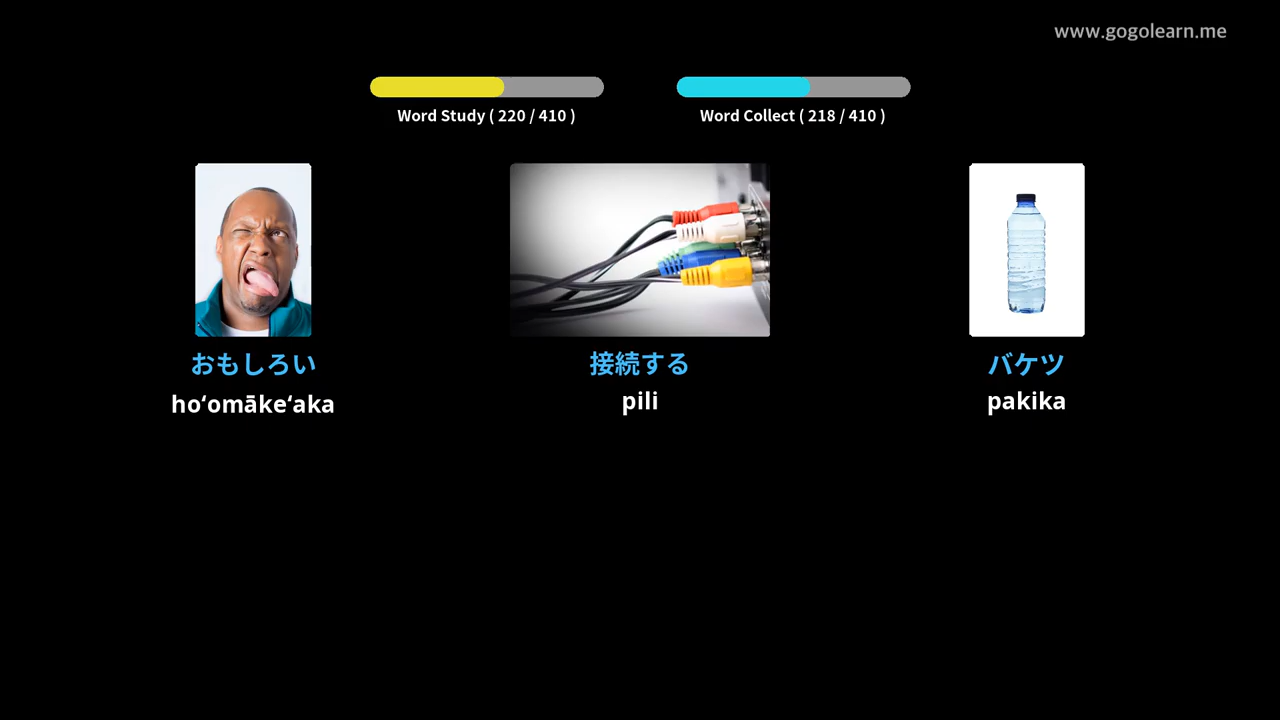 www.gogolearn.me
Word Study ( 220 / 410 )
Word Collect ( 218 / 410 )
おもしろい
hoʻomākeʻaka
接続する
pili
バケツ
pakika